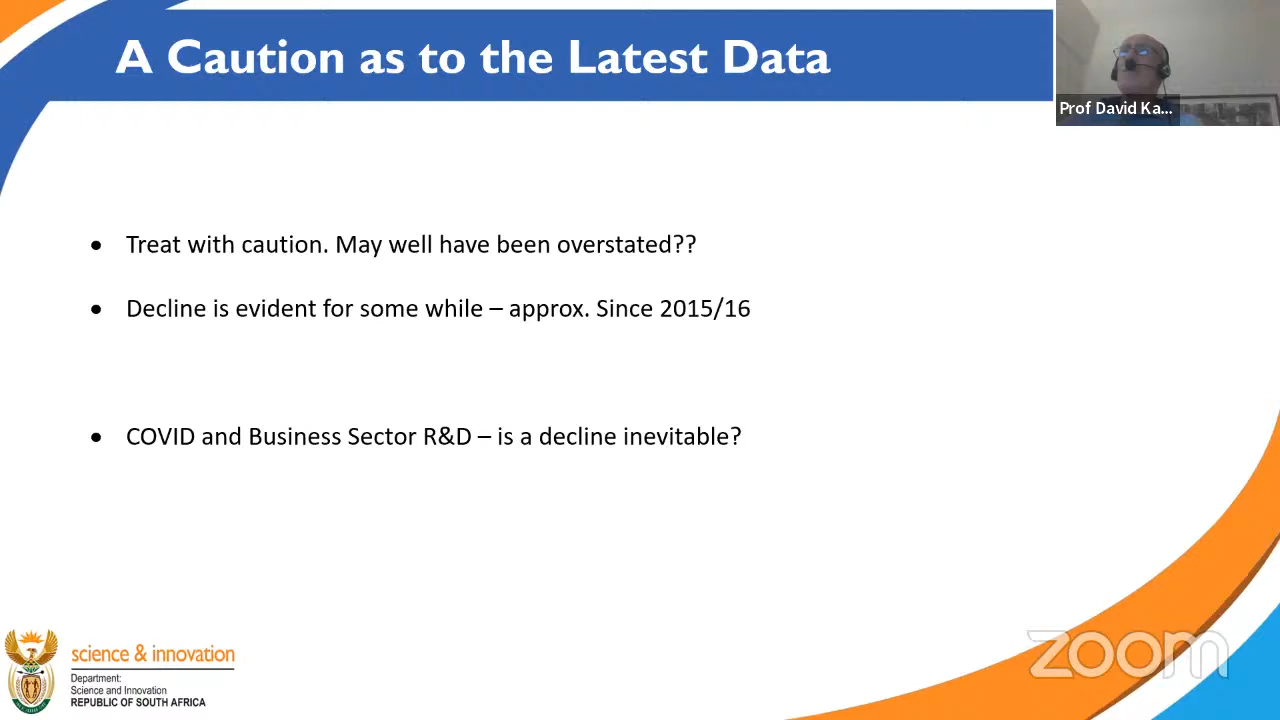 A Caution as to the Latest Data
Prof David Ka...
• Treat with caution. May well have been overstated??
• Decline is evident for some while – approx. Since 2015/16
• COVID and Business Sector R&D – is a decline inevitable?
science & innovation
Department:
Science and Innovation
REPUBLIC OF SOUTH AFRICA
zoom